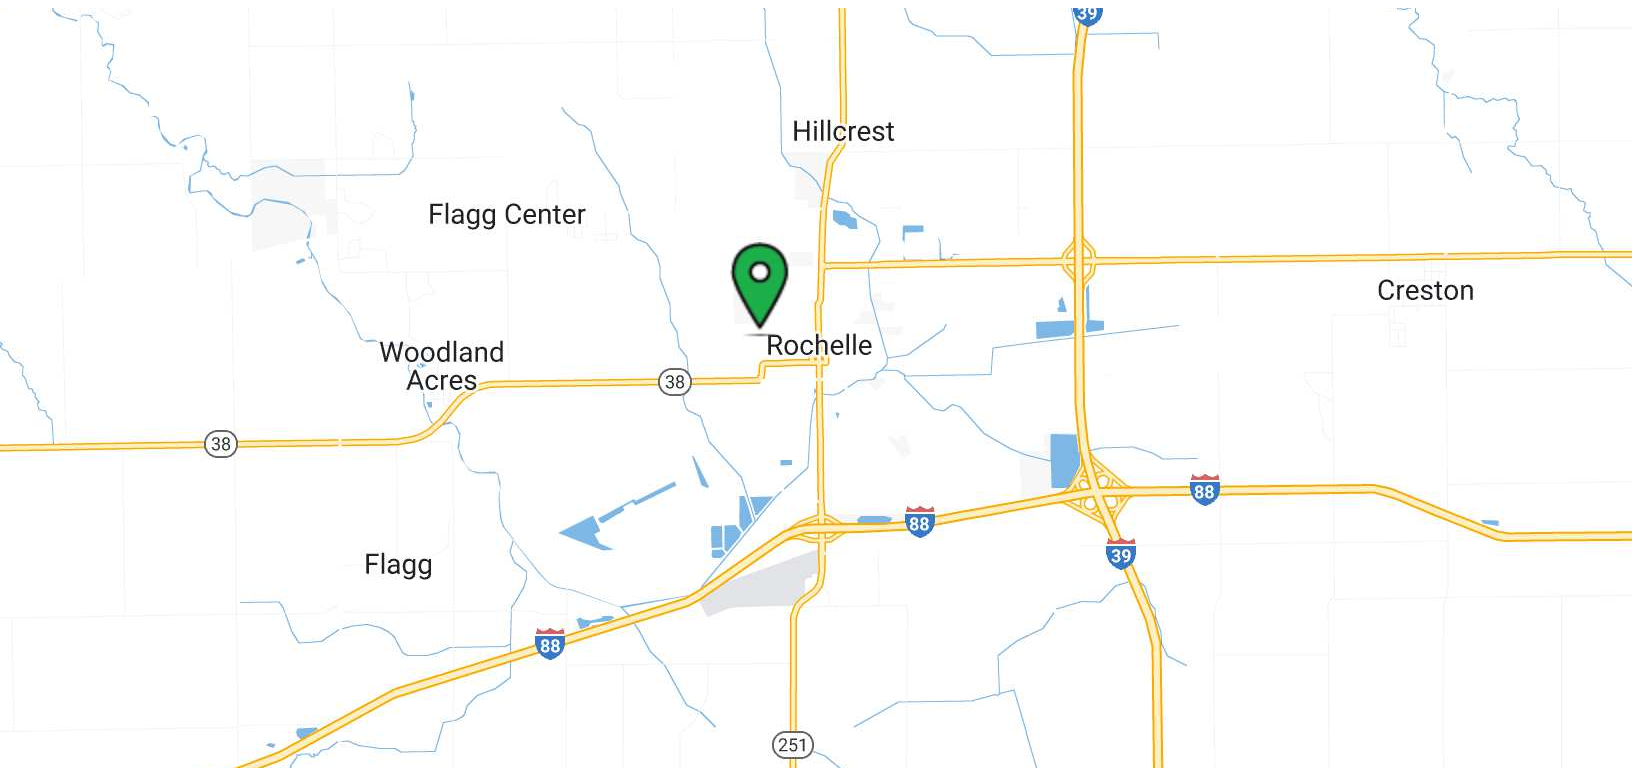 39
Hillcrest
Flagg Center
Creston
Rochelle
Woodland
Acres
38
38
88
88
39
Flagg
88
251